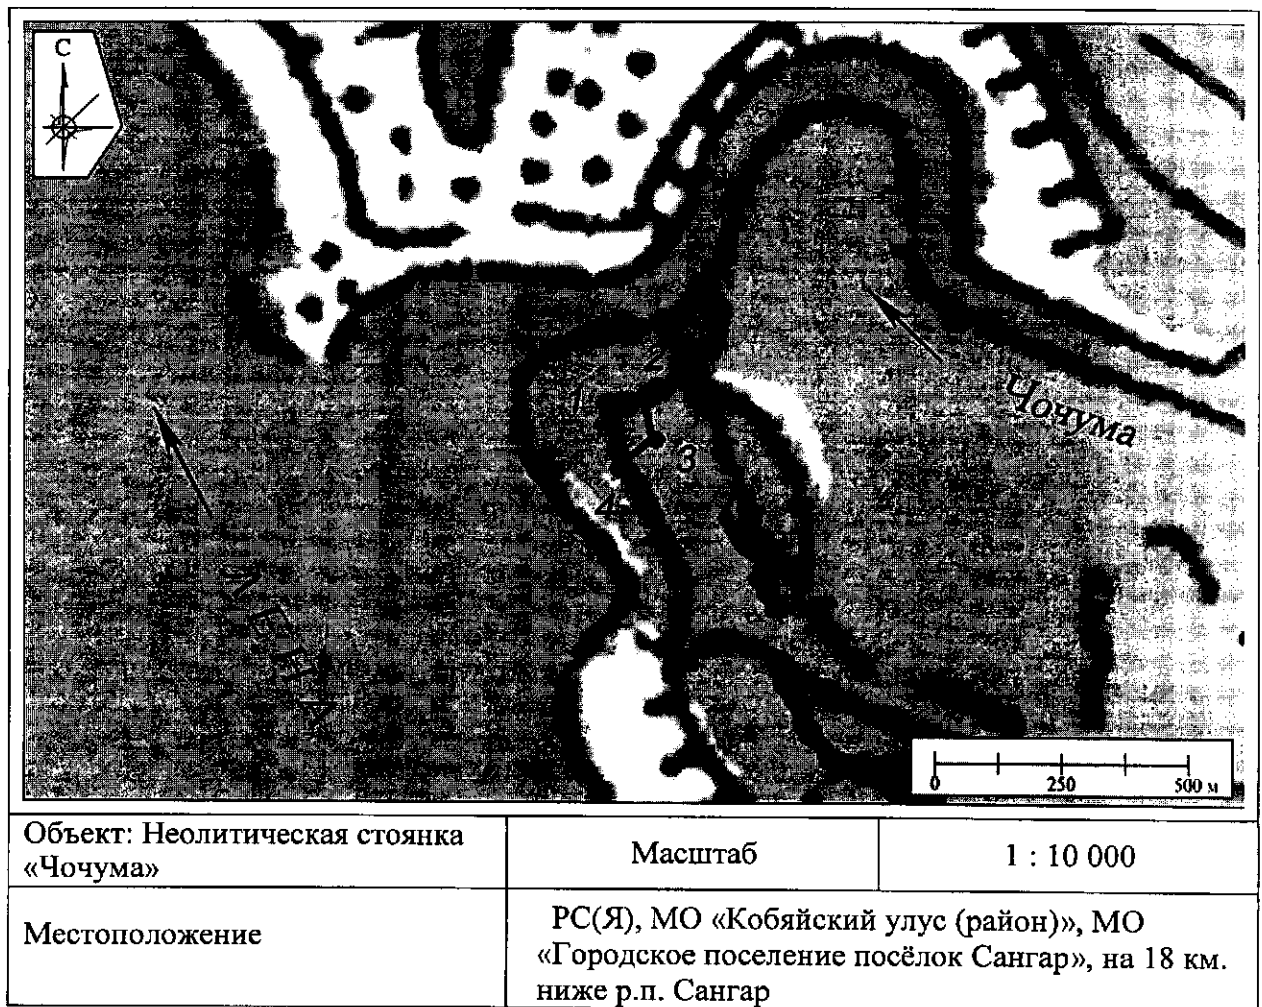 С
2
1
Чочума
3
4
ЛЕНА
0 250 500 м
Объект: Неолитическая стоянка
«Чочума»
Масштаб
1 : 10 000
Местоположение
РС(Я), МО «Кобяйский улус (район)», МО
«Городское поселение посёлок Сангар», на 18 км.
ниже р.п. Сангар